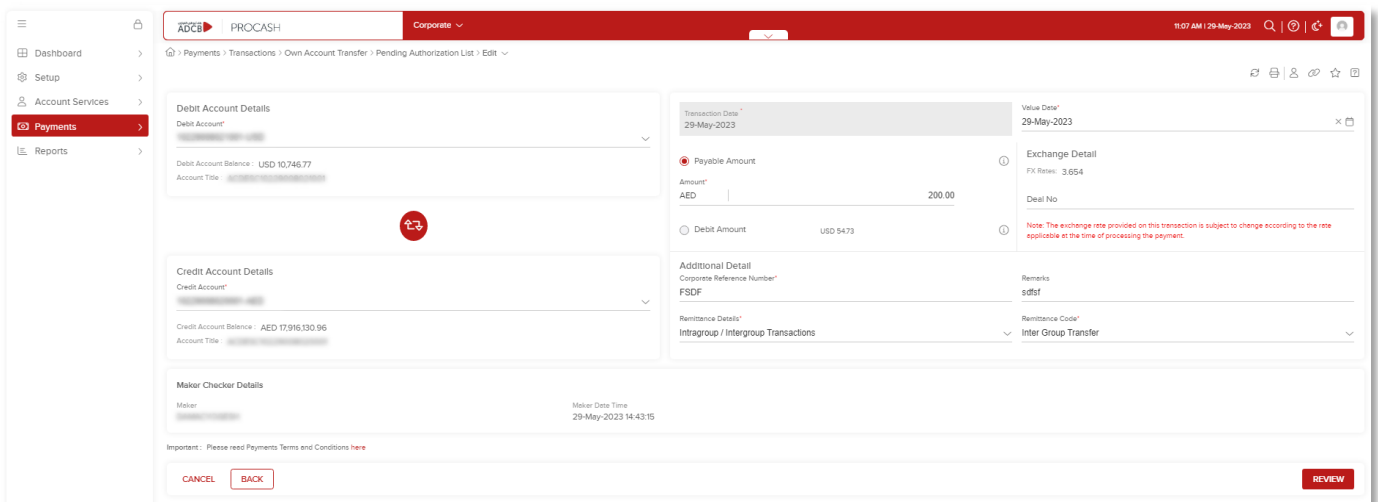 ADCB PROCASH
Corporate
11:07 AM | 29-May-2023
Dashboard
Setup
Account Services
Payments
Reports
> Payments > Transactions > Own Account Transfer > Pending Authorization List > Edit
Debit Account Details
Debit Account*
Debit Account Balance : USD 10,746.77
Account Title :
Credit Account Details
Credit Account*
Credit Account Balance : AED 17,916,130.96
Account Title :
Transaction Date*
29-May-2023
Value Date*
29-May-2023
Payable Amount
Amount*
AED 200.00
Debit Amount USD 54.73
Exchange Detail
FX Rates: 3.654
Deal No
Note: The exchange rate provided on this transaction is subject to change according to the rate
applicable at the time of processing the payment.
Additional Detail
Corporate Reference Number*
FSDF
Remarks
sdfsf
Remittance Details*
Intragroup / Intergroup Transactions
Remittance Code*
Inter Group Transfer
Maker Checker Details
Maker
Maker Date Time
29-May-2023 14:43:15
Important : Please read Payments Terms and Conditions here
CANCEL BACK REVIEW